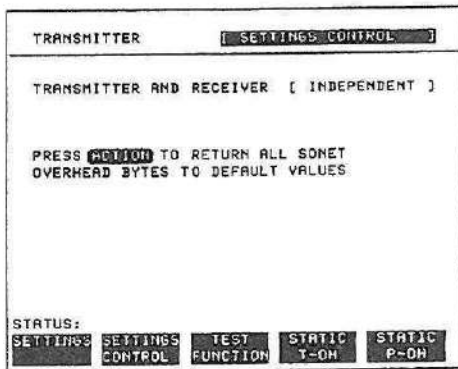 TRANSMITTER [ SETTINGS CONTROL ]
TRANSMITTER AND RECEIVER [ INDEPENDENT ]
PRESS ACTION TO RETURN ALL SONET
OVERHEAD BYTES TO DEFAULT VALUES
STATUS:
SETTINGS SETTINGS TEST STATIC STATIC
CONTROL FUNCTION T-OH P-OH